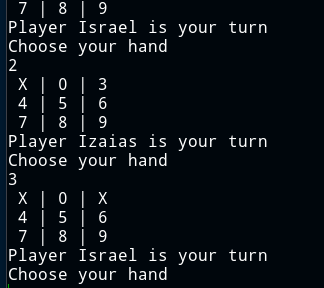 7 | 8 | 9
Player Israel is your turn
Choose your hand
2
X | 0 | 3
4 | 5 | 6
7 | 8 | 9
Player Izaias is your turn
Choose your hand
3
X | 0 | X
4 | 5 | 6
7 | 8 | 9
Player Israel is your turn
Choose your hand